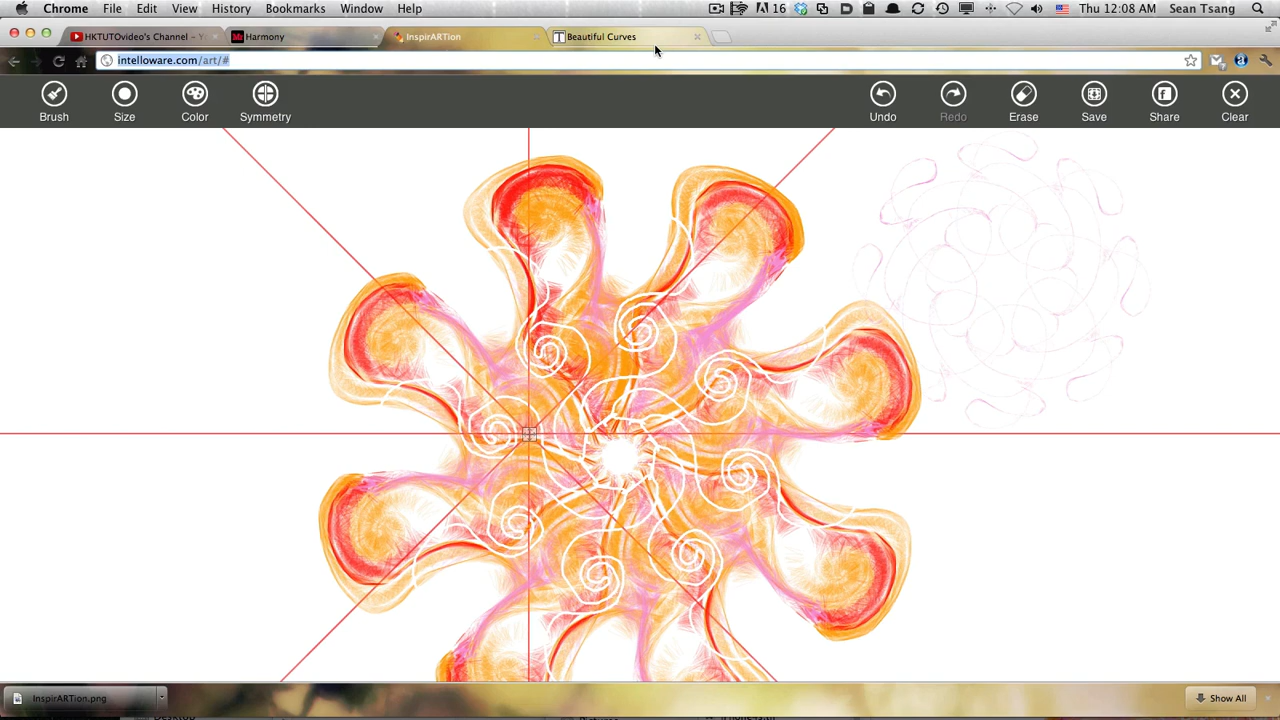 Chrome File Edit View History Bookmarks Window Help 16 Thu 12:08 AM Sean Tsang
HKTUTOvideo's Channel – Y Mr Harmony InspirARTion T Beautiful Curves
intelloware.com/art/#
Brush Size Color Symmetry Undo Redo Erase Save Share Clear
InspirARTion.png Show All